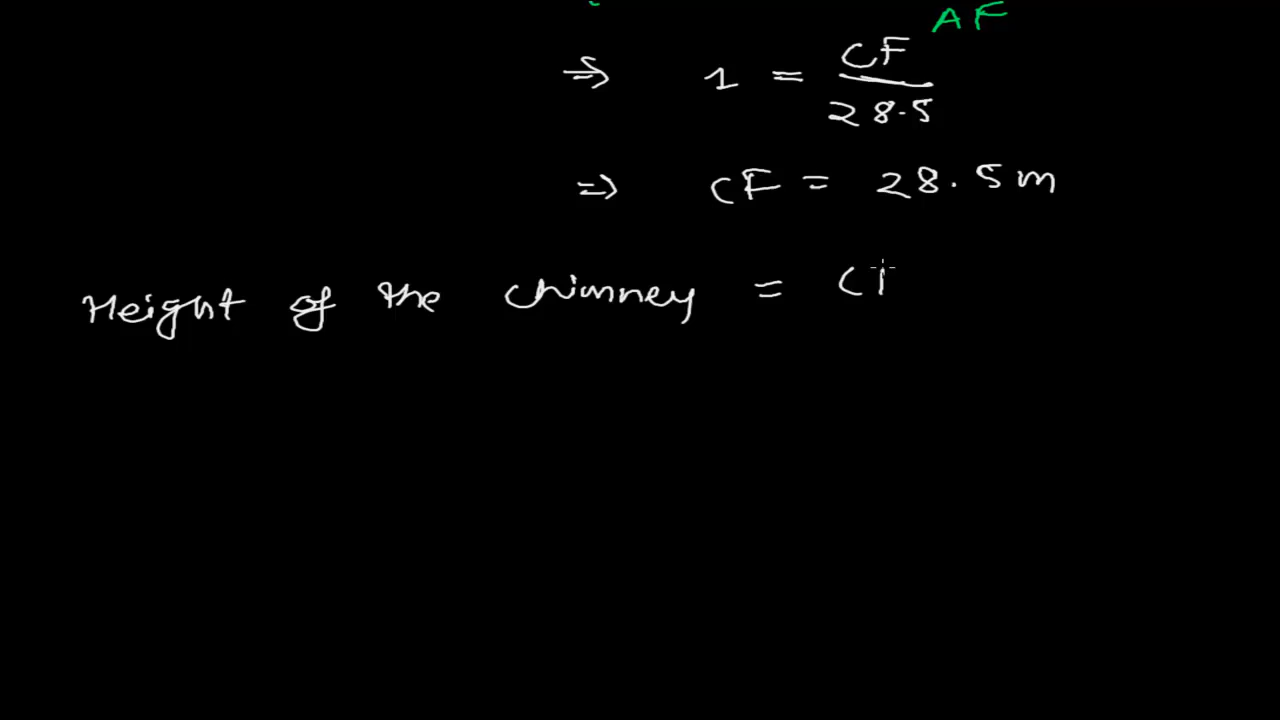 AF
⇒ 1 = CF / 28.5
⇒ CF = 28.5 m
Height of the chimney = C